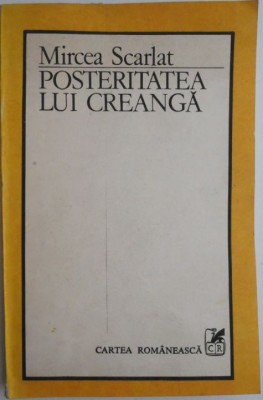 Mircea Scarlat
POSTERITATEA
LUI CREANGĂ
CARTEA ROMÂNEASCĂ
CR